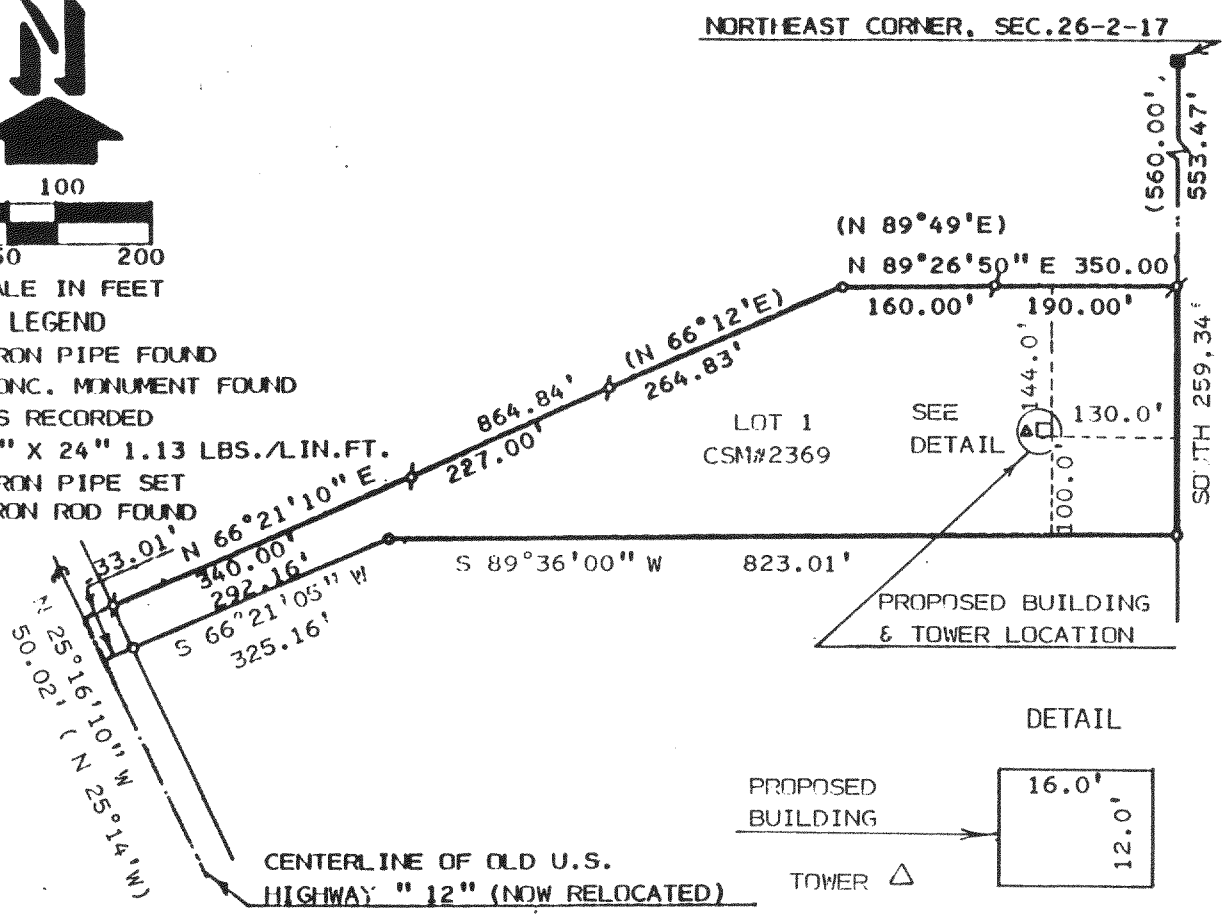 NORTHEAST CORNER, SEC.26-2-17
N
(560.00',
553.47'
100
50 200
ALE IN FEET
LEGEND
RON PIPE FOUND
ONC. MONUMENT FOUND
S RECORDED
" X 24" 1.13 LBS./LIN.FT.
RON PIPE SET
RON ROD FOUND
(N 89°49'E)
N 89°26'50" E 350.00
160.00' 190.00'
(N 66°12'E)
264.83'
864.84'
227.00'
N 66°21'10" E
340.00'
33.01'
292.16'
S 66°21'05" W
325.16'
LOT 1
CSM#2369
SEE
DETAIL
144.0'
130.0'
100.0'
SOUTH 259.34'
S 89°36'00" W 823.01'
PROPOSED BUILDING
& TOWER LOCATION
N 25°16'10" W
50.02' ( N 25°14'W)
CENTERLINE OF OLD U.S.
HIGHWAY "12" (NOW RELOCATED)
DETAIL
PROPOSED
BUILDING
16.0'
12.0'
TOWER